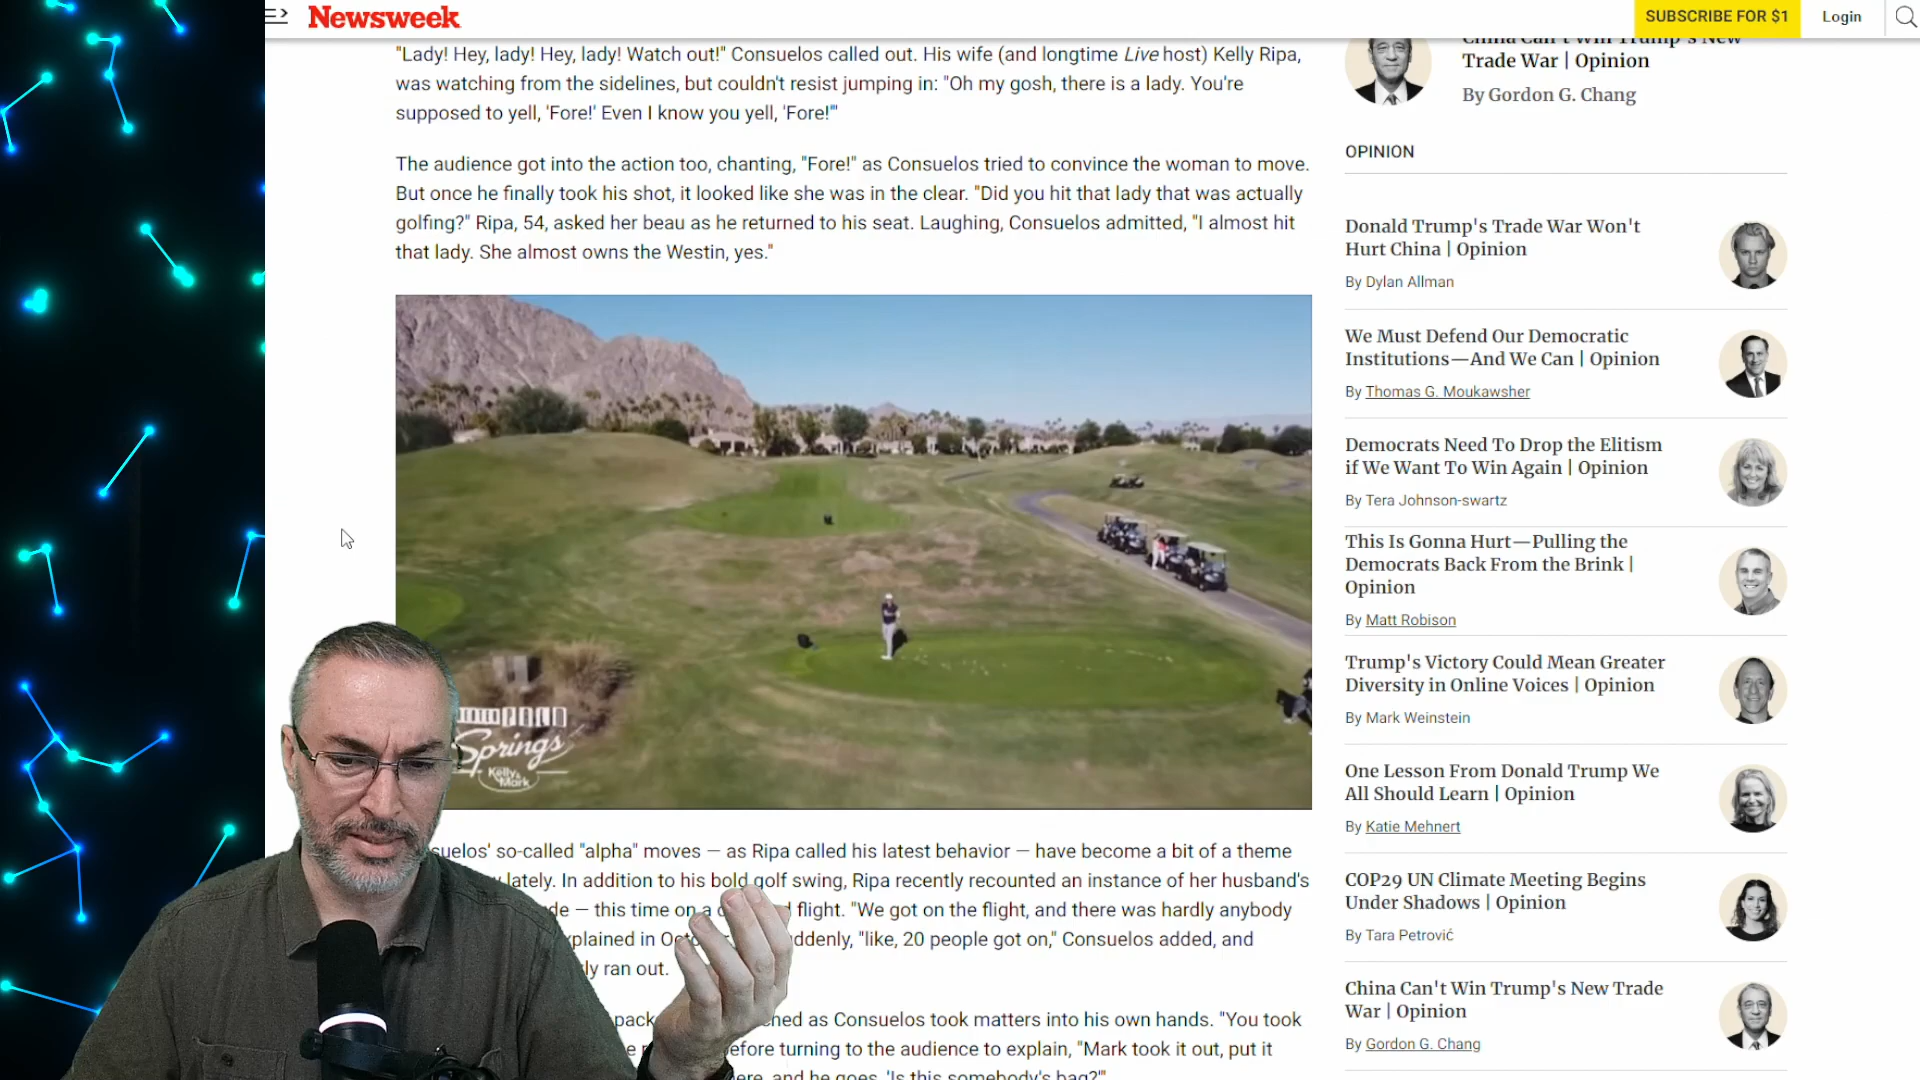 Newsweek
SUBSCRIBE FOR $1
Login
"Lady! Hey, lady! Hey, lady! Watch out!" Consuelos called out. His wife (and longtime Live host) Kelly Ripa,
was watching from the sidelines, but couldn't resist jumping in: "Oh my gosh, there is a lady. You're
supposed to yell, 'Fore!' Even I know you yell, 'Fore!'"
The audience got into the action too, chanting, "Fore!" as Consuelos tried to convince the woman to move.
But once he finally took his shot, it looked like she was in the clear. "Did you hit that lady that was actually
golfing?" Ripa, 54, asked her beau as he returned to his seat. Laughing, Consuelos admitted, "I almost hit
that lady. She almost owns the Westin, yes."
Springs
Kelly
Mark
suelos' so-called "alpha" moves — as Ripa called his latest behavior — have become a bit of a theme
lately. In addition to his bold golf swing, Ripa recently recounted an instance of her husband's
de — this time on a flight. "We got on the flight, and there was hardly anybody
xplained in ddenly, "like, 20 people got on," Consuelos added, and
ly ran out.
pack hed as Consuelos took matters into his own hands. "You took
efore turning to the audience to explain, "Mark took it out, put it
ere, and he goes, 'Is this somebody's bag?'"
China Can't Win Trump's New
Trade War | Opinion
By Gordon G. Chang
OPINION
Donald Trump's Trade War Won't
Hurt China | Opinion
By Dylan Allman
We Must Defend Our Democratic
Institutions—And We Can | Opinion
By Thomas G. Moukawsher
Democrats Need To Drop the Elitism
if We Want To Win Again | Opinion
By Tera Johnson-swartz
This Is Gonna Hurt—Pulling the
Democrats Back From the Brink |
Opinion
By Matt Robison
Trump's Victory Could Mean Greater
Diversity in Online Voices | Opinion
By Mark Weinstein
One Lesson From Donald Trump We
All Should Learn | Opinion
By Katie Mehnert
COP29 UN Climate Meeting Begins
Under Shadows | Opinion
By Tara Petrović
China Can't Win Trump's New Trade
War | Opinion
By Gordon G. Chang